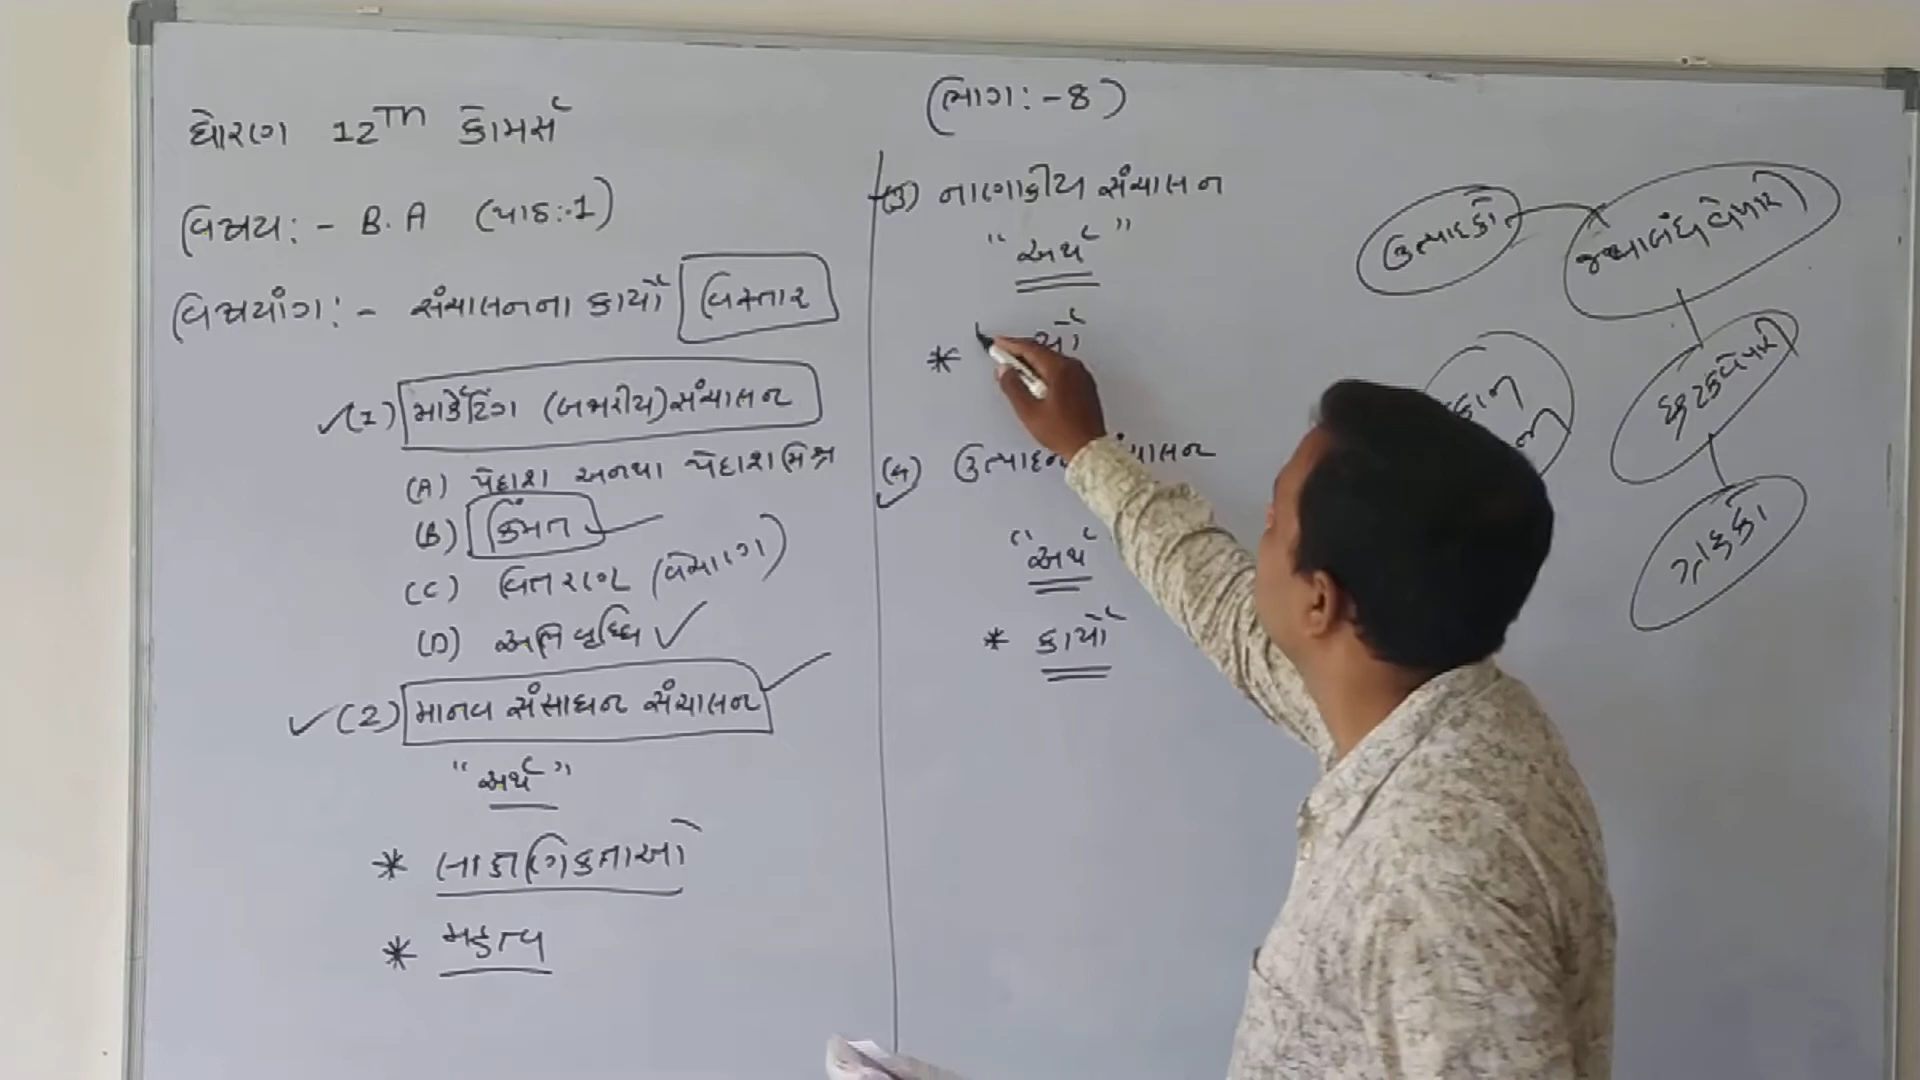 ધોરણ 12TH કોમર્સ
વિષય:- B.A (પાઠ:-1)
વિષયાંગ:- સંચાલનના કાર્યો વિસ્તાર
(1) માર્કેટિંગ (બજારીય) સંચાલન
(A) પેદાશ અથવા પેદાશ મિશ્ર
(B) કિંમત
(C) વિતરણ
(D) અભિવૃધ્ધિ
(2) માનવ સંસાધન સંચાલન
"અર્થ"
* લાક્ષણિકતાઓ
* મહત્વ
(ભાગ:-8)
(3) નાણાકીય સંચાલન
"અર્થ"
*
(4) ઉત્પાદન સંચાલન
"અર્થ
* કાર્યો
ઉત્પાદકો
જથ્થાબંધ વેપારી
છૂટક વેપારી
ગ્રાહકો